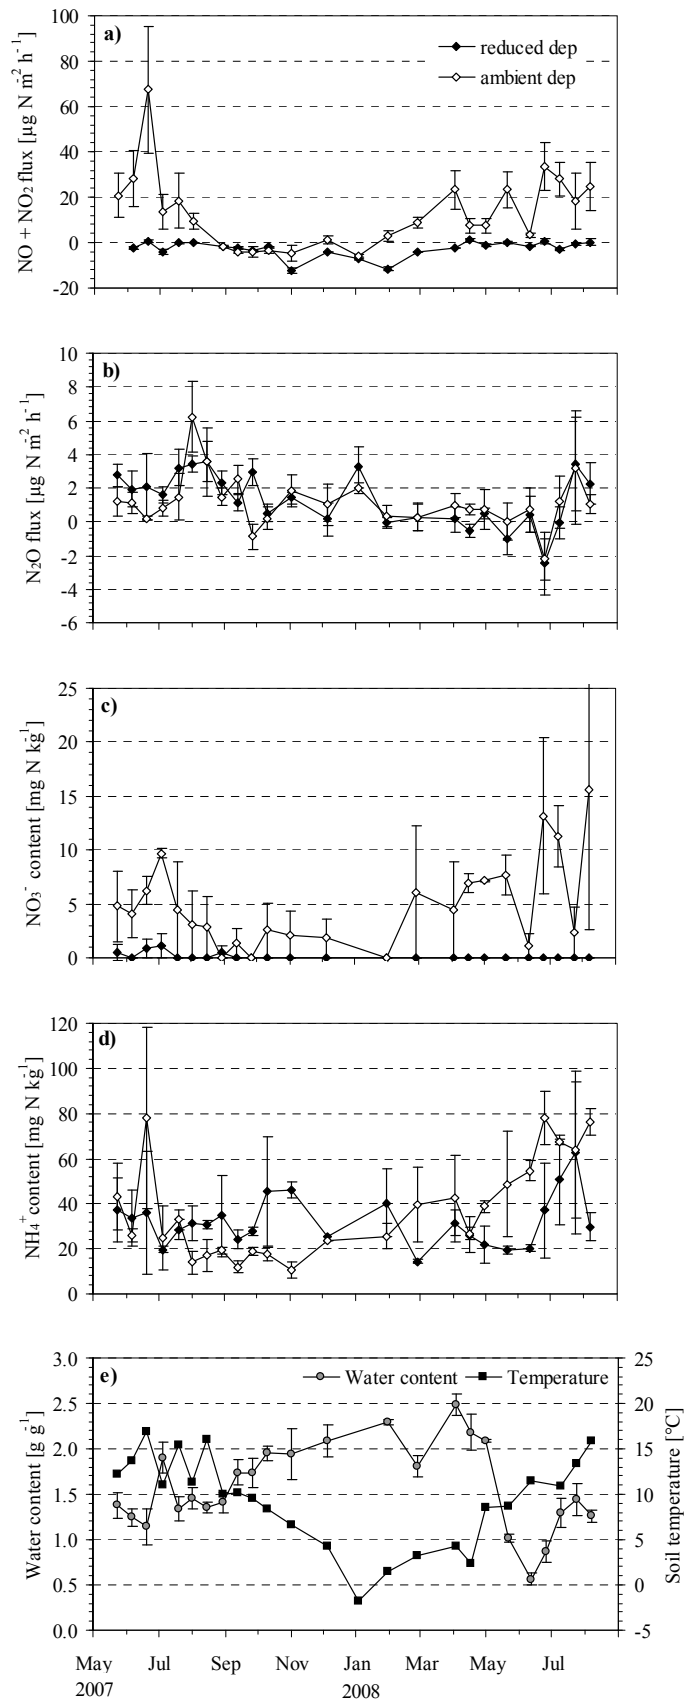 a)
reduced dep
ambient dep
NO + NO₂ flux [µg N m⁻² h⁻¹]
100
80
60
40
20
0
-20
b)
N₂O flux [µg N m⁻² h⁻¹]
10
8
6
4
2
0
-2
-4
-6
c)
NO₃⁻ content [mg N kg⁻¹]
25
20
15
10
5
0
d)
NH₄⁺ content [mg N kg⁻¹]
120
100
80
60
40
20
0
e)
Water content
Temperature
Water content [g g⁻¹]
3.0
2.5
2.0
1.5
1.0
0.5
0.0
Soil temperature [°C]
25
20
15
10
5
0
-5
May Jul Sep Nov Jan Mar May Jul
2007 2008